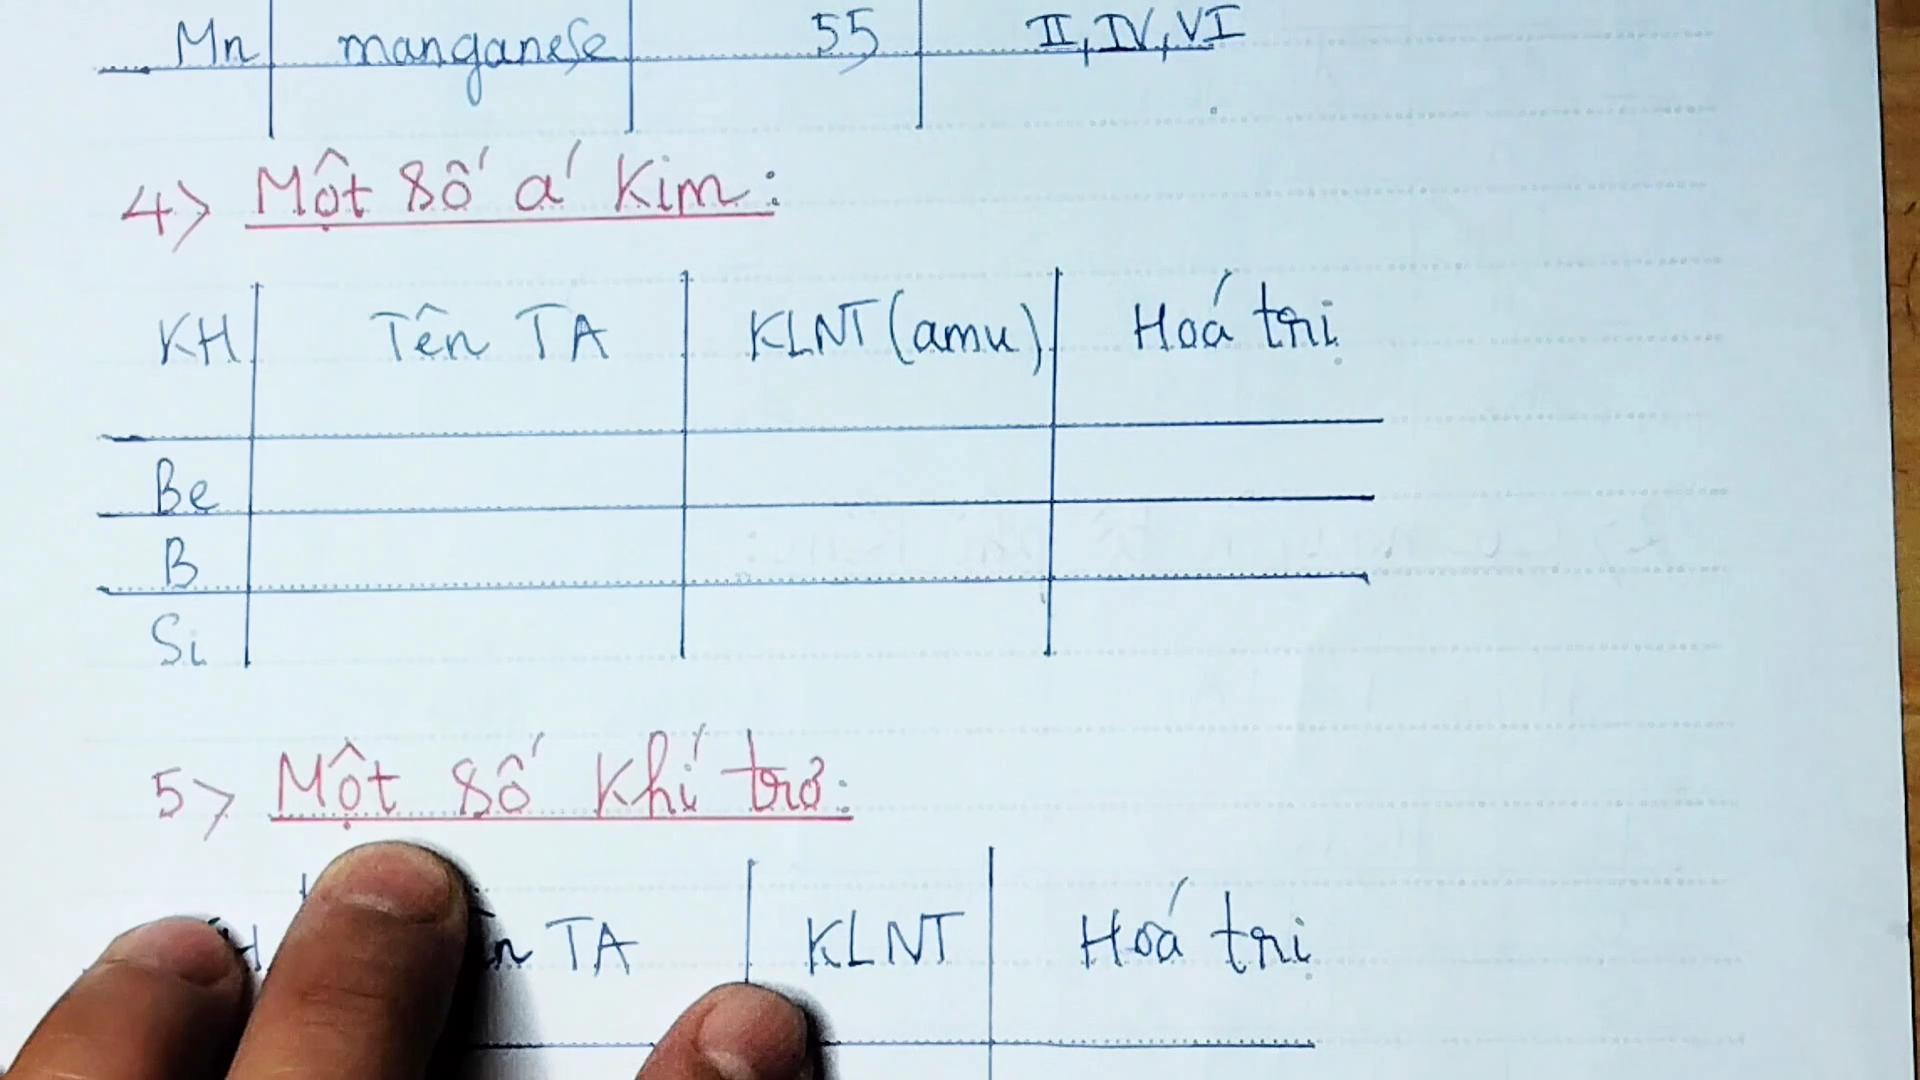 Mn manganese 55 II, IV, VI
4> Một số á kim:
KH Tên TA KLNT (amu) Hoá trị
Be
B
Si
5> Một số khí trơ:
TA KLNT Hoá trị